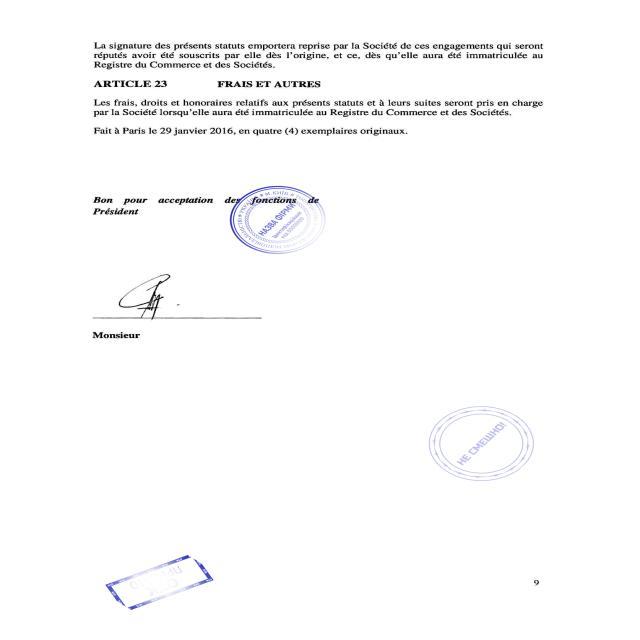 La signature des présents statuts emportera reprise par la Société de ces engagements qui seront
réputés avoir été souscrits par elle dès l'origine, et ce, dès qu'elle aura été immatriculée au
Registre du Commerce et des Sociétés.
ARTICLE 23 FRAIS ET AUTRES
Les frais, droits et honoraires relatifs aux présents statuts et à leurs suites seront pris en charge
par la Société lorsqu'elle aura été immatriculée au Registre du Commerce et des Sociétés.
Fait à Paris le 29 janvier 2016, en quatre (4) exemplaires originaux.
Bon pour acceptation des fonctions de
Président
НАЗВА ФІРМИ
Monsieur
НЕ СМЕШНО!
9